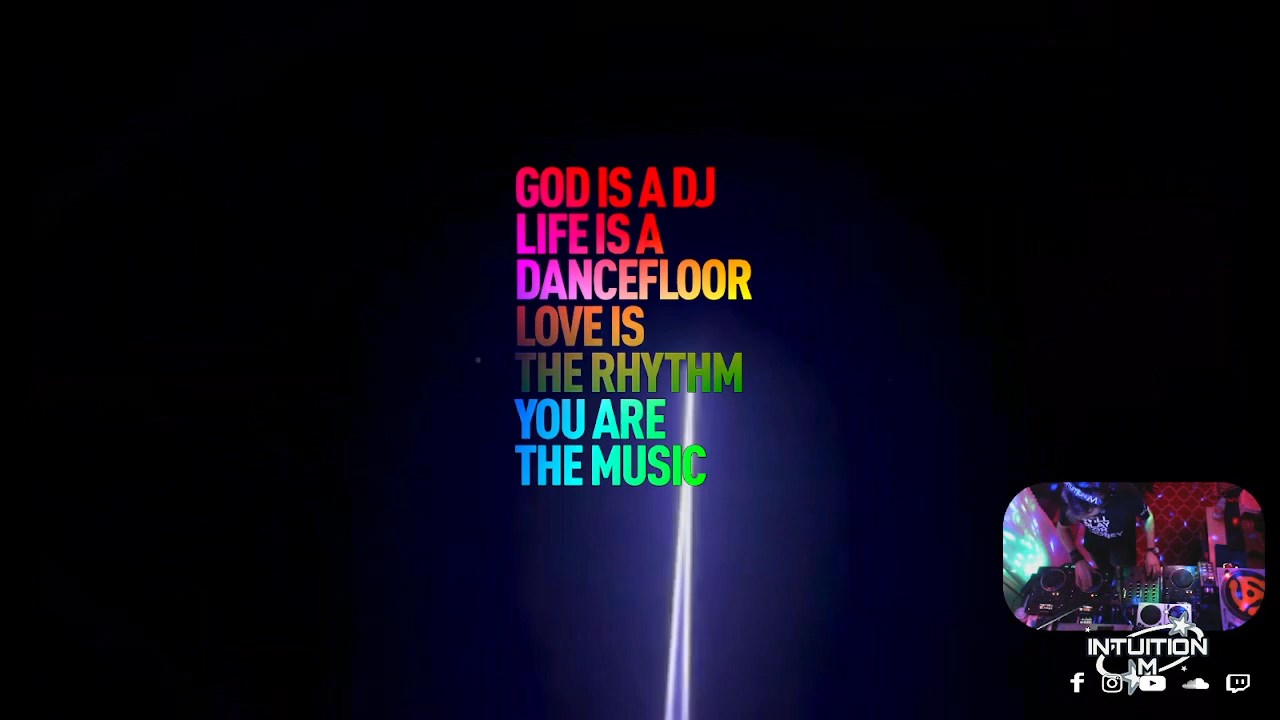 GOD IS A DJ
LIFE IS A
DANCEFLOOR
LOVE IS
THE RHYTHM
YOU ARE
THE MUSIC
INTUITION
M